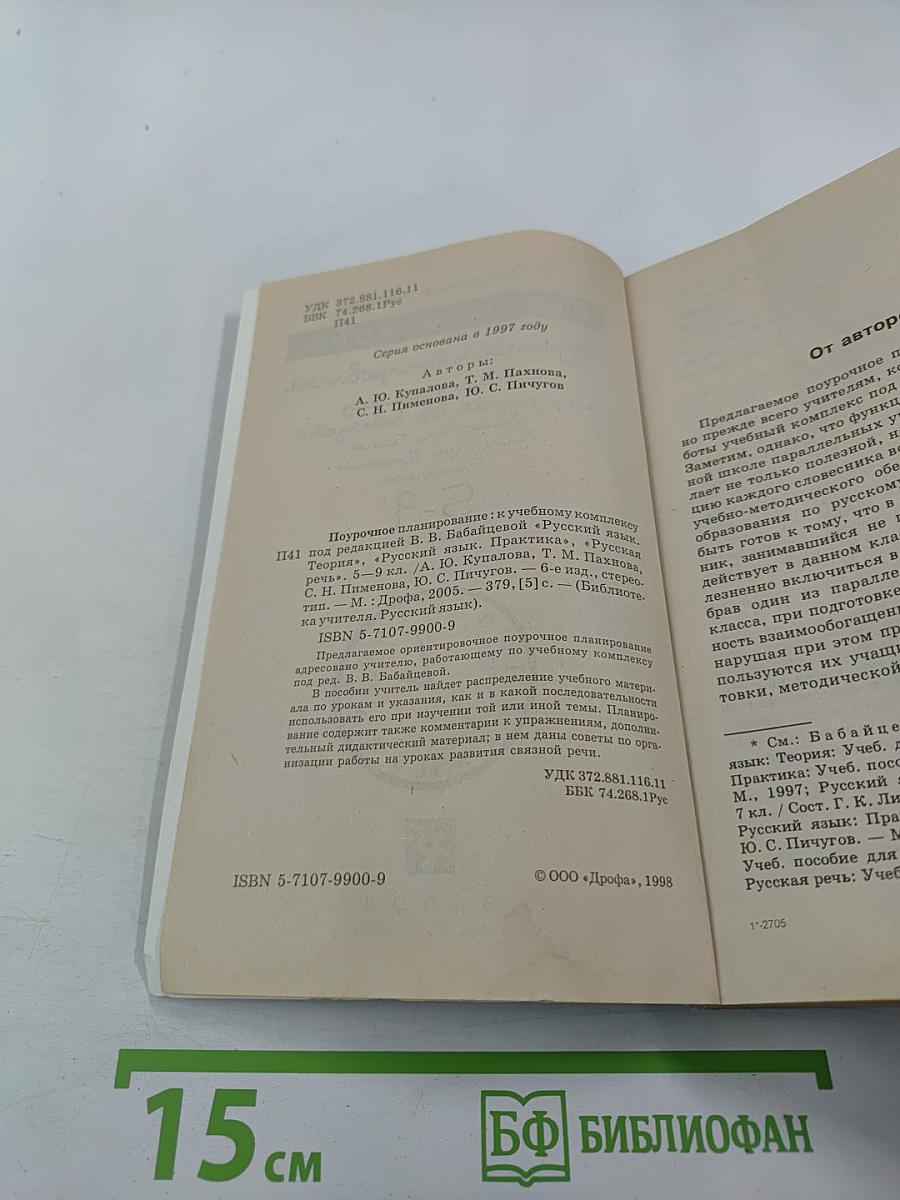 УДК 372.881.116.11
ББК 74.268.1Рус
П41
Серия основана в 1997 году
Авторы:
А. Ю. Купалова, Т. М. Пахнова,
С. Н. Пименова, Ю. С. Пичугов
Поурочное планирование : к учебному комплексу
П41 под редакцией В. В. Бабайцевой «Русский язык.
Теория», «Русский язык. Практика», «Русская
речь». 5—9 кл. /А. Ю. Купалова, Т. М. Пахнова,
С. Н. Пименова, Ю. С. Пичугов. — 6-е изд., стерео-
тип. — М. : Дрофа, 2005. — 379, [5] с. — (Библиоте-
ка учителя. Русский язык).
ISBN 5-7107-9900-9
Предлагаемое ориентировочное поурочное планирование
адресовано учителю, работающему по учебному комплексу
под ред. В. В. Бабайцевой.
В пособии учитель найдет распределение учебного матери-
ала по урокам и указания, как и в какой последовательности
использовать его при изучении той или иной темы. Планиро-
вание содержит также комментарии к упражнениям, дополни-
тельный дидактический материал; в нем даны советы по орга-
низации работы на уроках развития связной речи.
УДК 372.881.116.11
ББК 74.268.1Рус
ISBN 5-7107-9900-9
© ООО «Дрофа», 1998
От авторо
Предлагаемое поурочное п
но прежде всего учителям, ко
боты учебный комплекс под
Заметим, однако, что функц
ной школе параллельных у
лает не только полезной, н
цию каждого словесника во
учебно-методического обе
образования по русскому
быть готов к тому, что в
ник, занимавшийся не п
действует в данном кла
лезненно включиться в
брав один из паралле
класса, при подготовке
ность взаимообогащен
нарушая при этом пр
пользуются их учащи
товки, методической
* См.: Бабайце
язык: Теория: Учеб. д
Практика: Учеб. посо
М., 1997; Русский я
7 кл. / Сост. Г. К. Ли
Русский язык: Пра
Ю. С. Пичугов. — М
Учеб. пособие для
Русская речь: Учеб
1*-2705
15 см
БФ БИБЛИОФАН